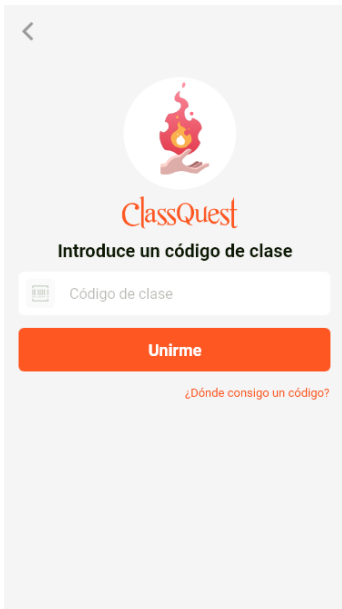 ClassQuest
Introduce un código de clase
Código de clase
Unirme
¿Dónde consigo un código?